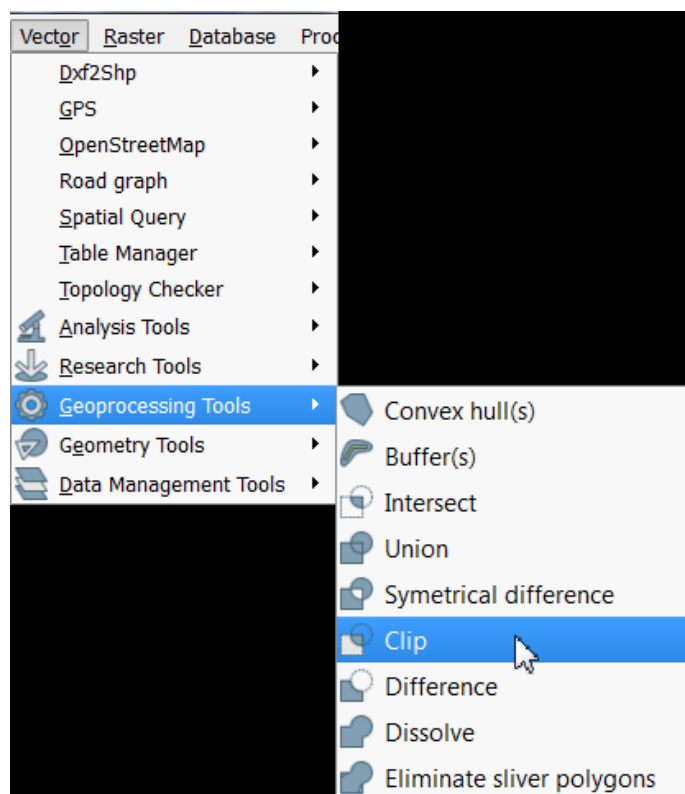 Vector Raster Database Proc
Dxf2Shp
GPS
OpenStreetMap
Road graph
Spatial Query
Table Manager
Topology Checker
Analysis Tools
Research Tools
Geoprocessing Tools
Geometry Tools
Data Management Tools
Convex hull(s)
Buffer(s)
Intersect
Union
Symetrical difference
Clip
Difference
Dissolve
Eliminate sliver polygons